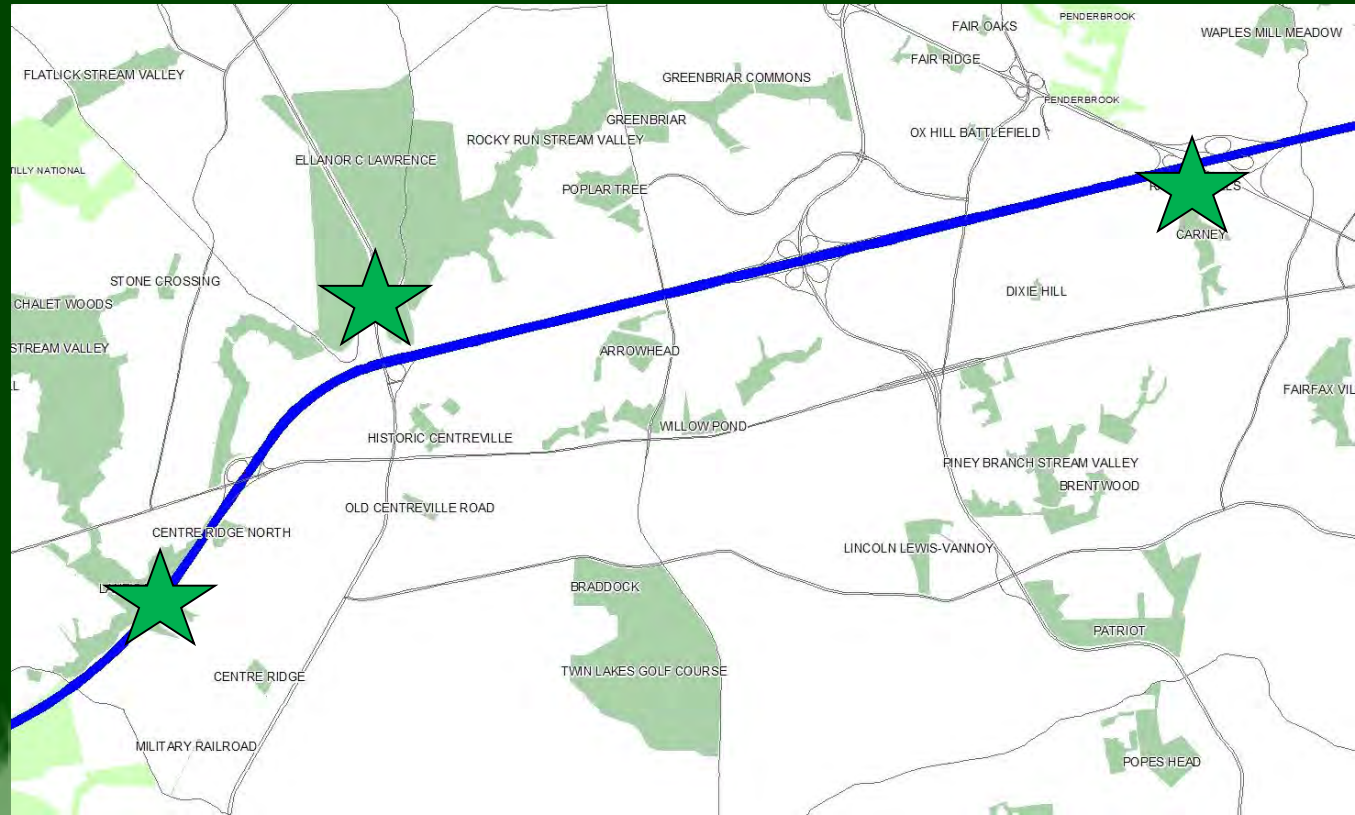 PENDERBROOK
FAIR OAKS
WAPLES MILL MEADOW
FAIR RIDGE
FLATLICK STREAM VALLEY
GREENBRIAR COMMONS
PENDERBROOK
GREENBRIAR
OX HILL BATTLEFIELD
ROCKY RUN STREAM VALLEY
ELLANOR C LAWRENCE
TILLY NATIONAL
POPLAR TREE
CARNEY
STONE CROSSING
DIXIE HILL
CHALET WOODS
STREAM VALLEY
ARROWHEAD
FAIRFAX VIL
WILLOW POND
HISTORIC CENTREVILLE
PINEY BRANCH STREAM VALLEY
BRENTWOOD
OLD CENTREVILLE ROAD
CENTRE RIDGE NORTH
LINCOLN LEWIS-VANNOY
BRADDOCK
PATRIOT
TWIN LAKES GOLF COURSE
CENTRE RIDGE
MILITARY RAILROAD
POPES HEAD